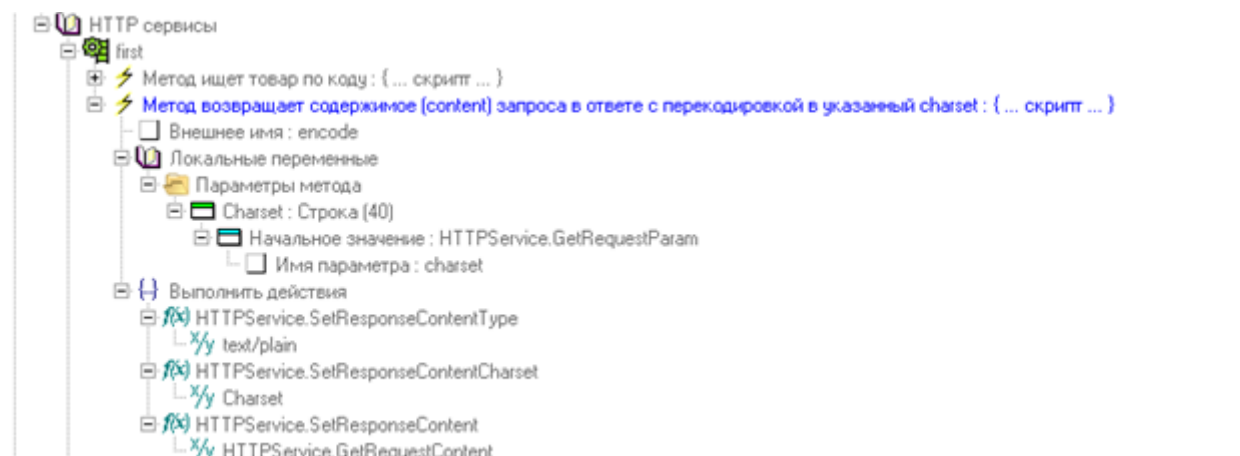 HTTP сервисы
first
Метод ищет товар по коду : { ... скрипт ... }
Метод возвращает содержимое (content) запроса в ответе с перекодировкой в указанный charset : { ... скрипт ... }
Внешнее имя : encode
Локальные переменные
Параметры метода
Charset : Строка (40)
Начальное значение : HTTPService.GetRequestParam
Имя параметра : charset
Выполнить действия
f(x) HTTPService.SetResponseContentType
x/y text/plain
f(x) HTTPService.SetResponseContentCharset
x/y Charset
f(x) HTTPService.SetResponseContent
x/y HTTPService.GetRequestContent